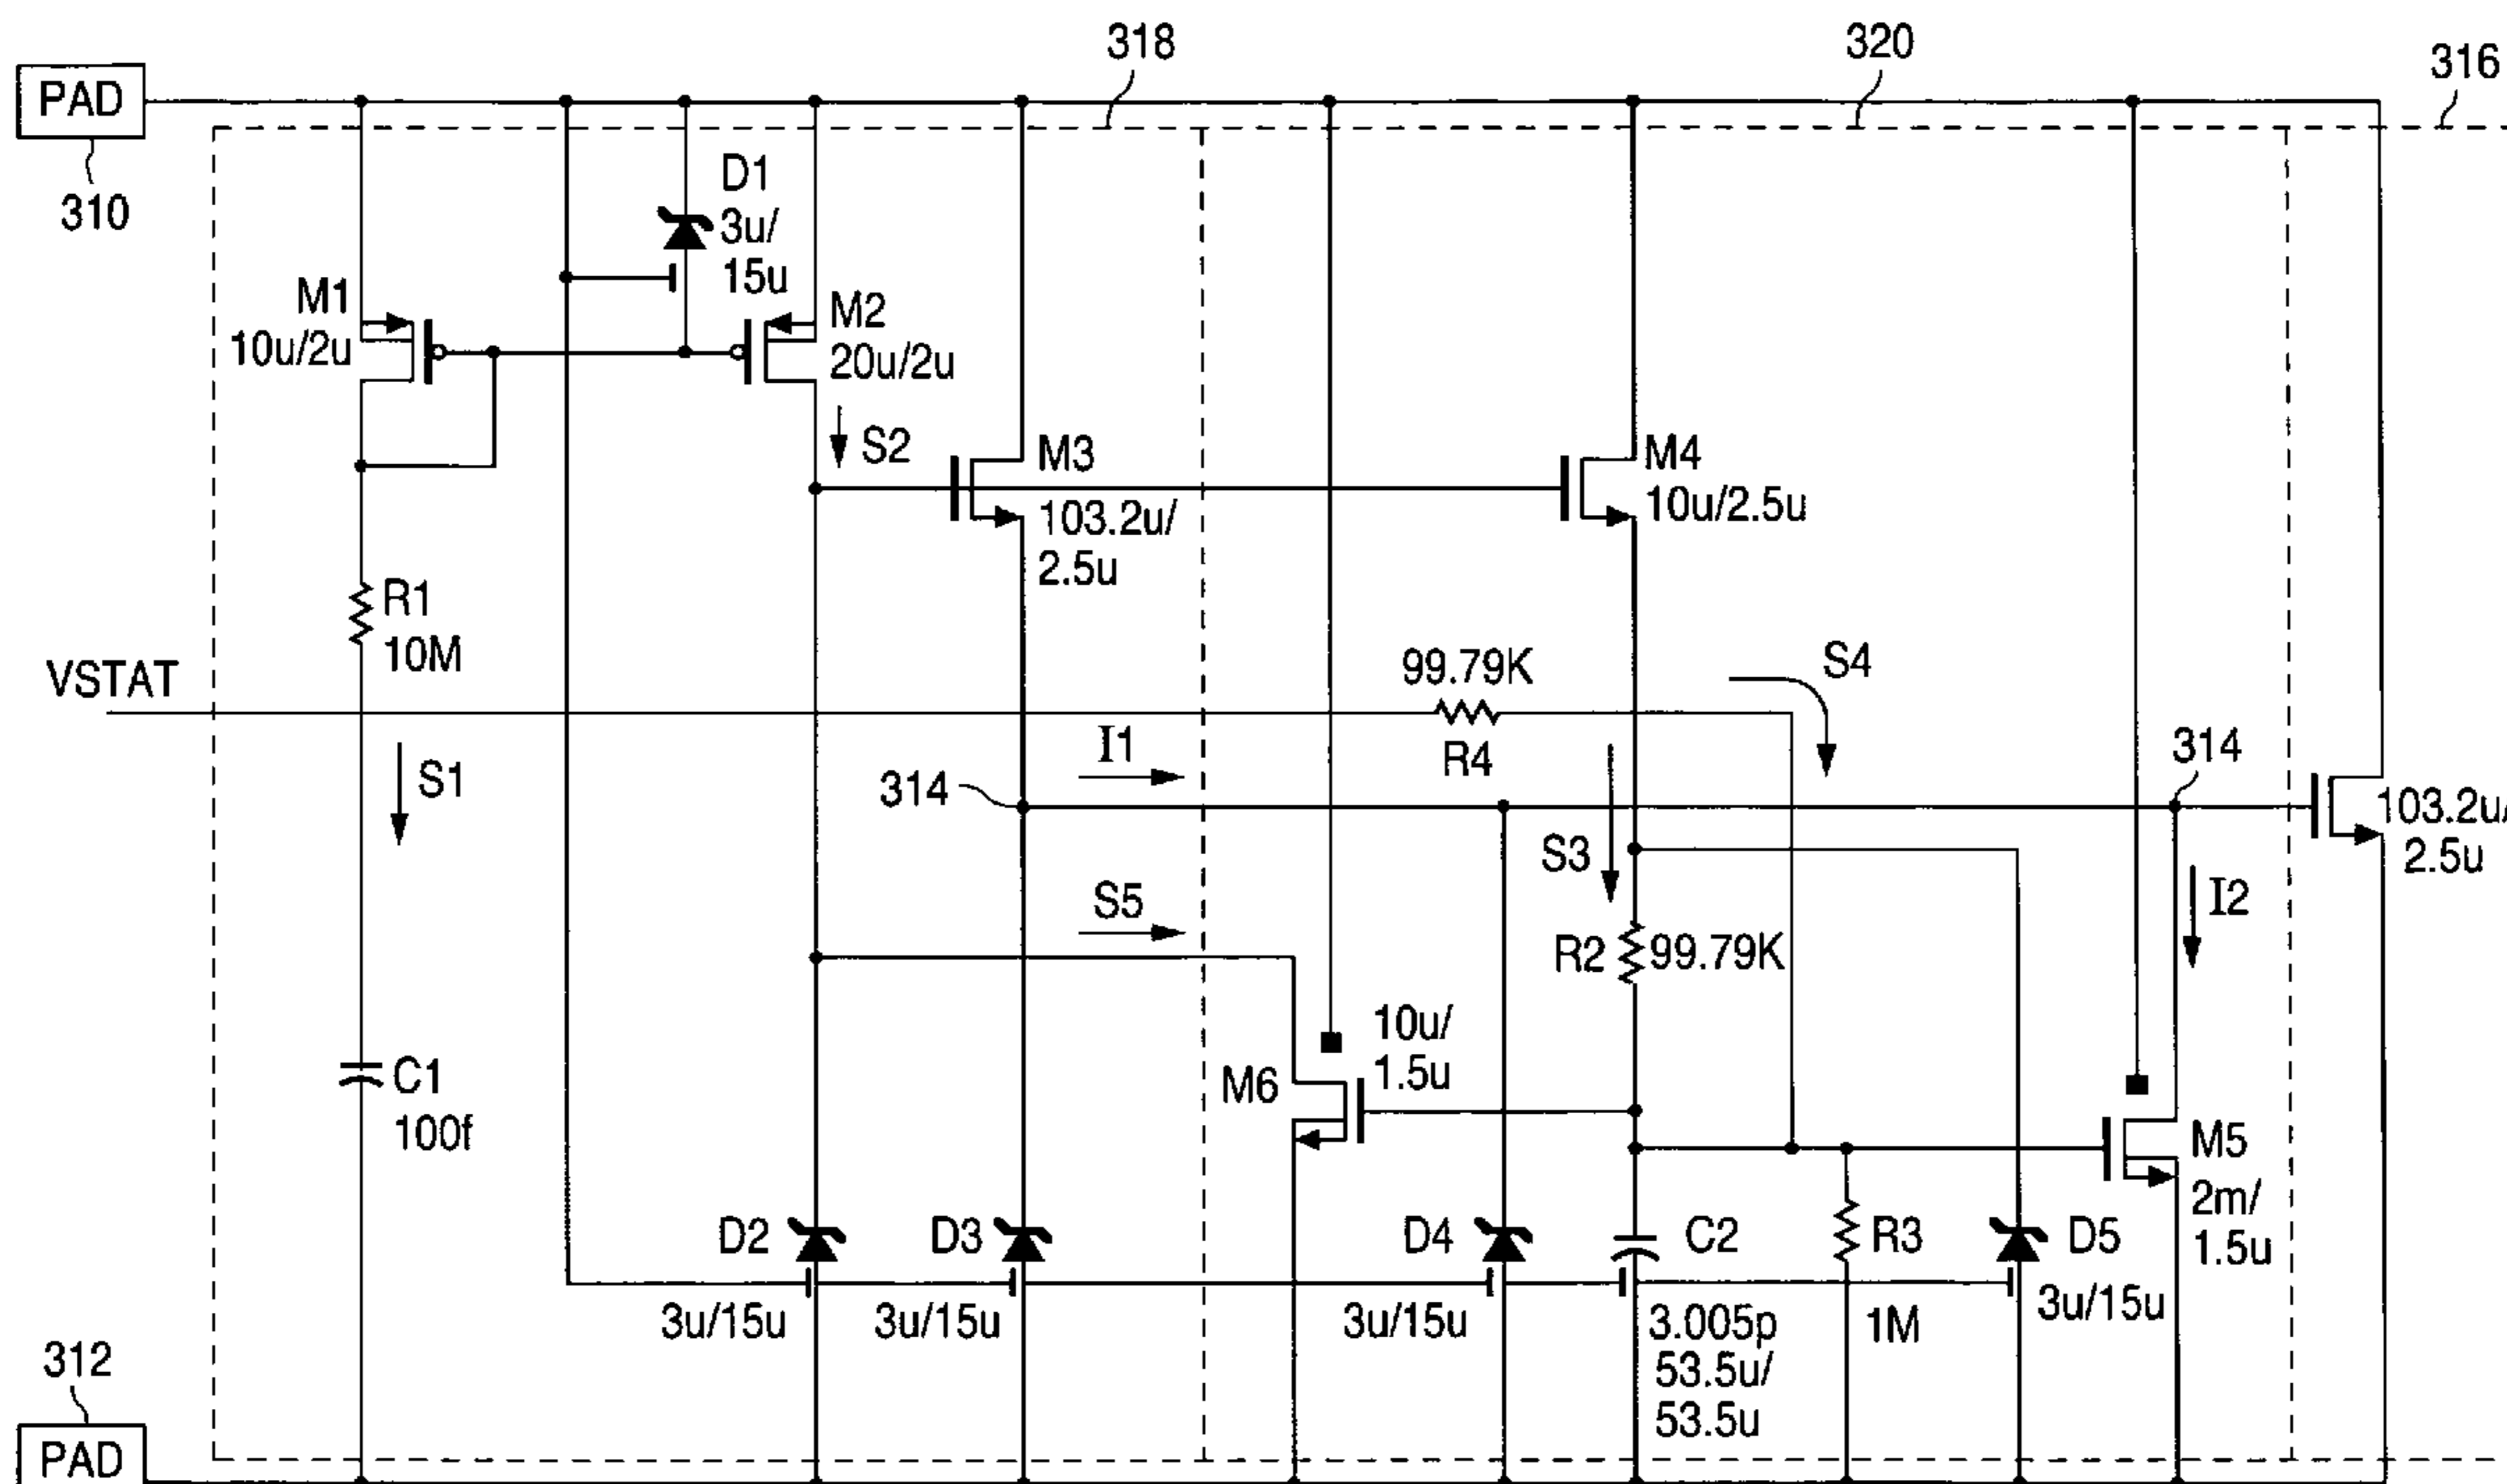 318
320
316
PAD
310
D1
3u/
15u
M1
10u/2u
M2
20u/2u
S2
M3
103.2u/
2.5u
M4
10u/2.5u
R1
10M
VSTAT
99.79K
R4
S4
S1
I1
314
314
S3
103.2u/
2.5u
S5
I2
R2
99.79K
10u/
1.5u
M6
C1
100f
M5
2m/
1.5u
D2
3u/15u
D3
3u/15u
D4
3u/15u
C2
3.005p
53.5u/
53.5u
R3
1M
D5
3u/15u
312
PAD